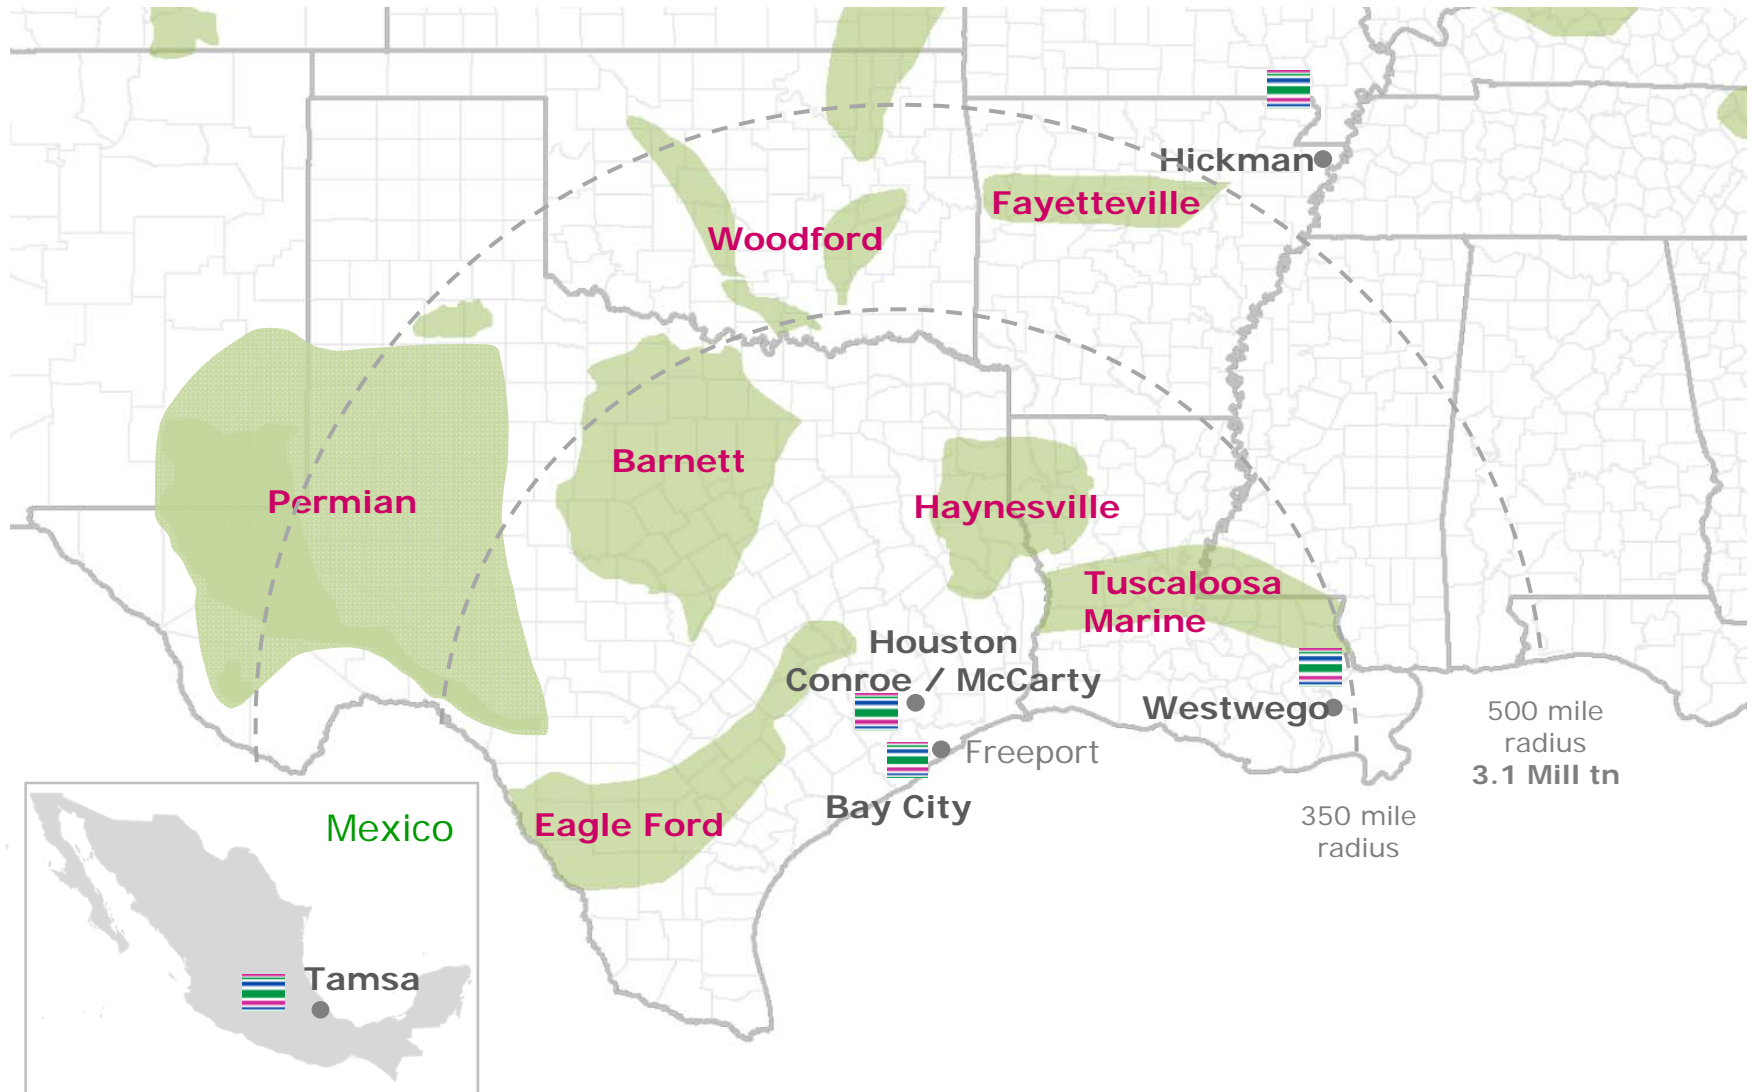 Hickman
Fayetteville
Woodford
Barnett
Permian
Haynesville
Tuscaloosa
Marine
Houston
Conroe / McCarty
Westwego
Freeport
Bay City
Eagle Ford
500 mile
radius
3.1 Mill tn
350 mile
radius
Mexico
Tamsa